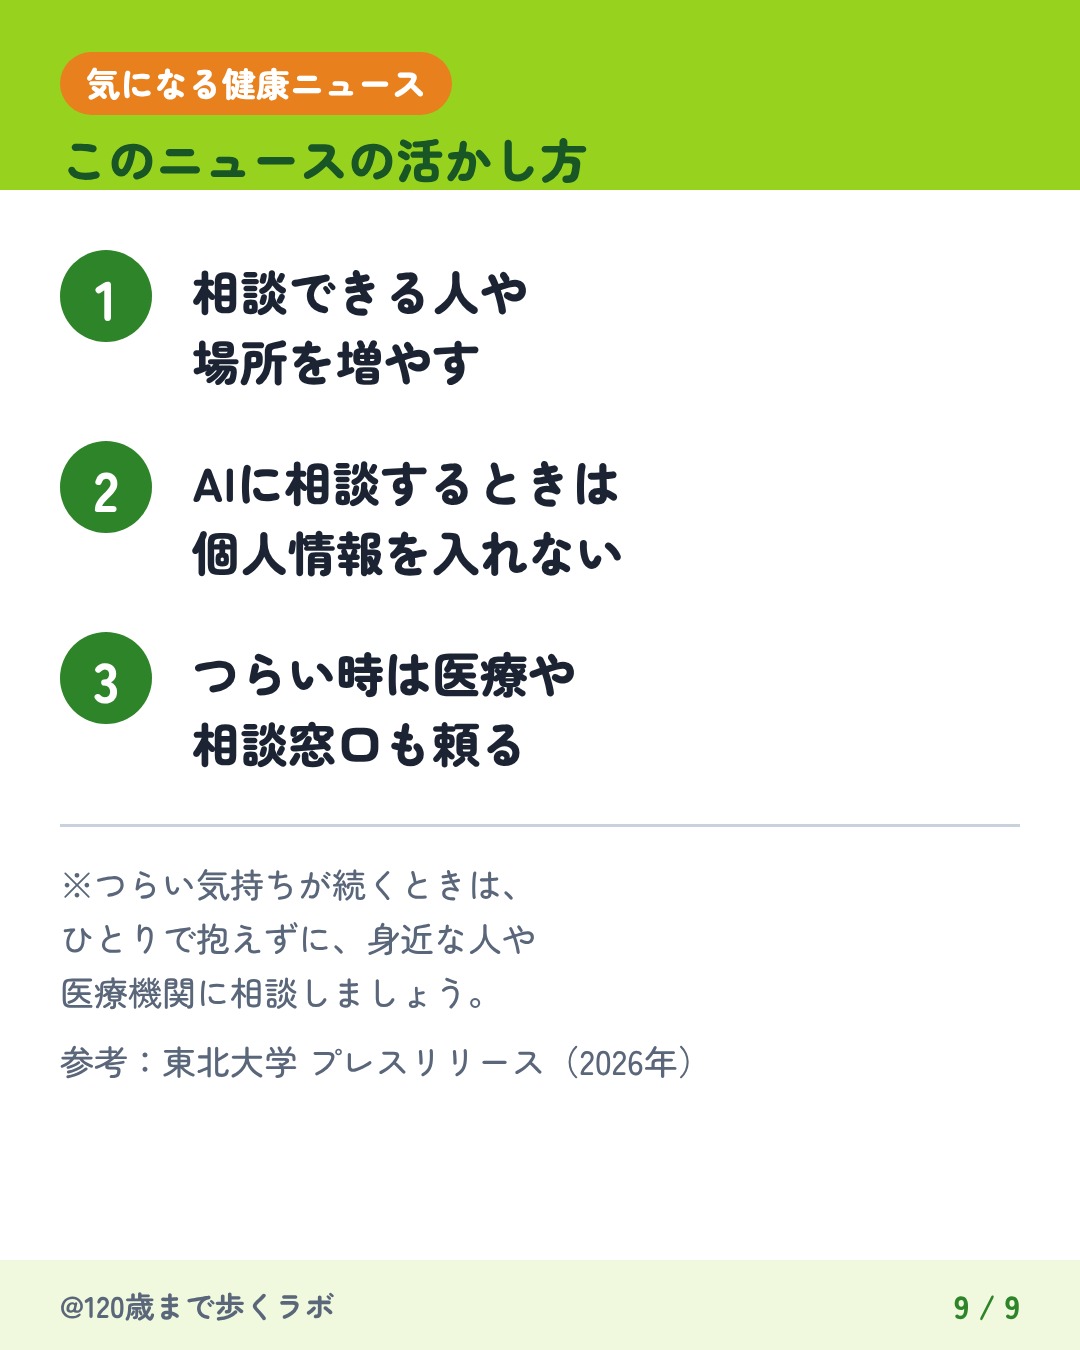 気になる健康ニュース
このニュースの活かし方
1
相談できる人や
場所を増やす
2
AIに相談するときは
個人情報を入れない
3
つらい時は医療や
相談窓口も頼る
※つらい気持ちが続くときは、
ひとりで抱えずに、身近な人や
医療機関に相談しましょう。
参考：東北大学 プレスリリース（2026年）
@120歳まで歩くラボ
9 / 9